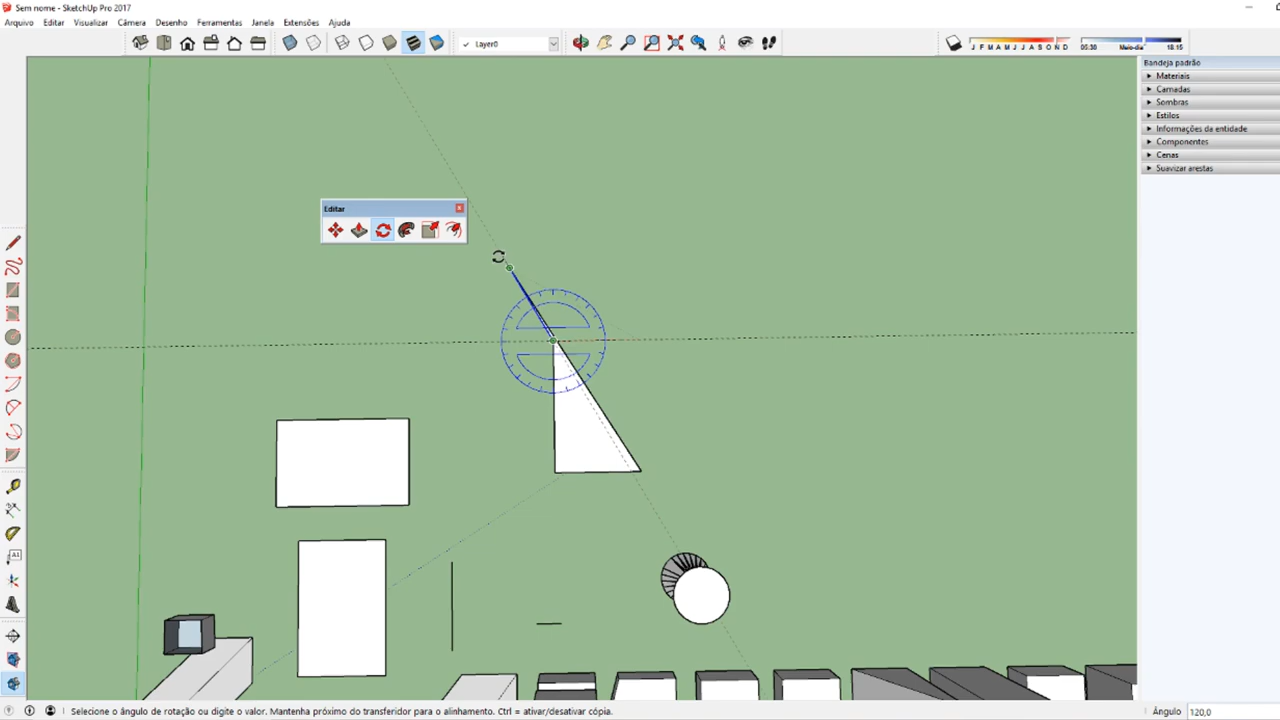 Sem nome - SketchUp Pro 2017
Arquivo Editar Visualizar Câmera Desenho Ferramentas Janela Extensões Ajuda
Layer0
J F M A M J J A S O N D
05:30 Meio-dia 18:15
Bandeja padrão
Materiais
Camadas
Sombras
Estilos
Informações da entidade
Componentes
Cenas
Suavizar arestas
Editar
A1
Selecione o ângulo de rotação ou digite o valor. Mantenha próximo do transferidor para o alinhamento. Ctrl = ativar/desativar cópia.
Ângulo 120,0